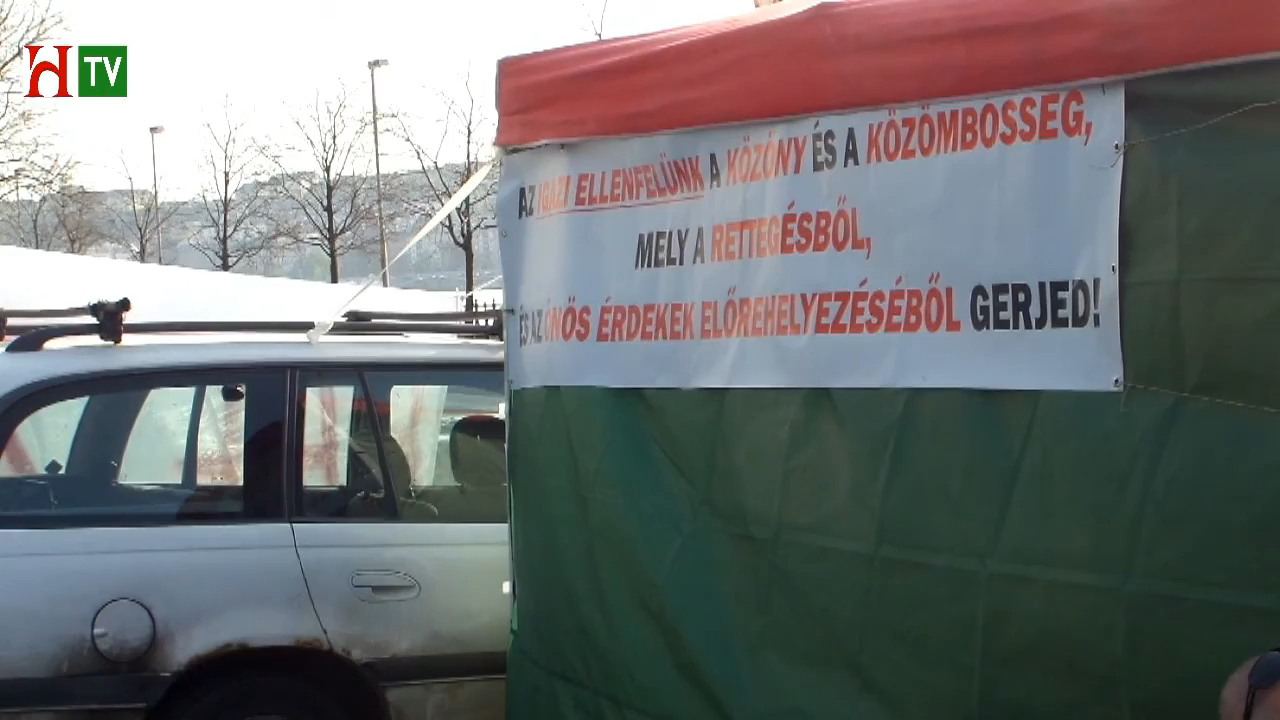 H TV
AZ IGAZI ELLENFELÜNK A KÖZÖNY ÉS A KÖZÖMBOSSEG,
MELY A RETTEGÉSBŐL,
ÉS AZ ÖNÖS ÉRDEKEK ELŐREHELYEZÉSÉBŐL GERJED!